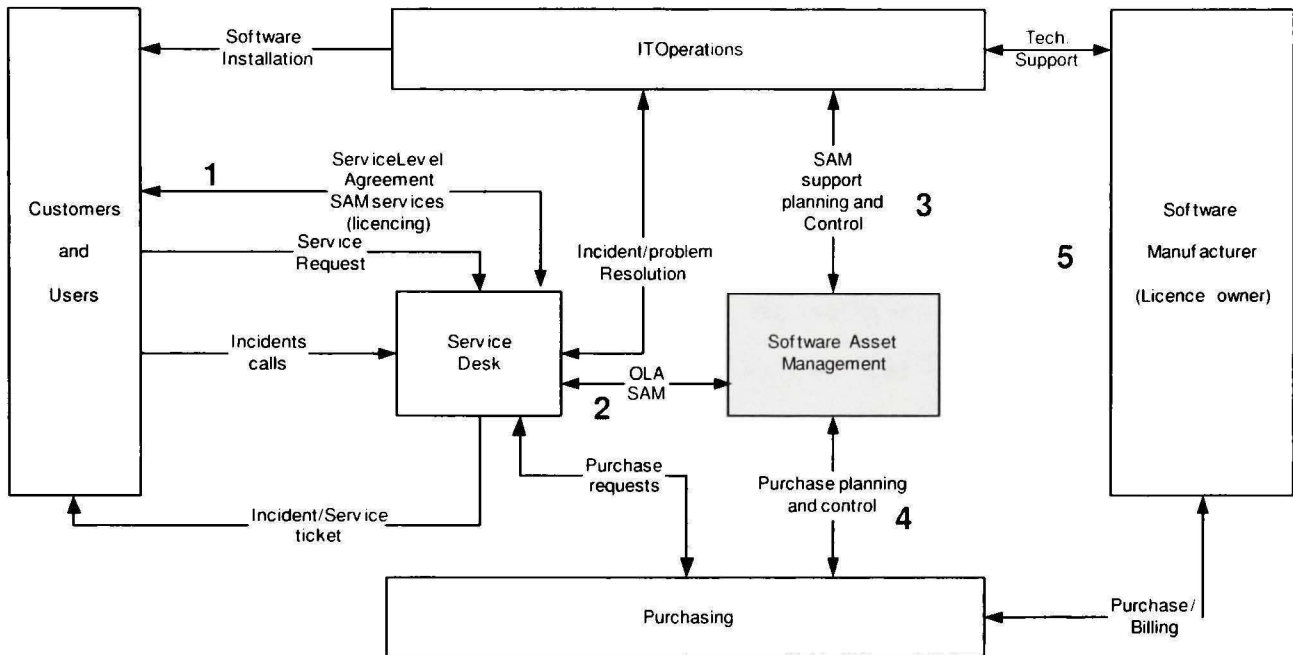 Software
Installation
ITOperations
Tech.
Support
1
ServiceLevel
Agreement
SAMservices
(licencing)
SAM
support
planning and
Control
3
Customers
and
Users
Service
Request
Incident/problem
Resolution
5
Software
Manufacturer
(Licence owner)
Incidents
calls
Service
Desk
OLA
SAM
2
Software Asset
Management
Purchase
requests
Purchase planning
and control
4
Incident/Service
ticket
Purchasing
Purchase/
Billing